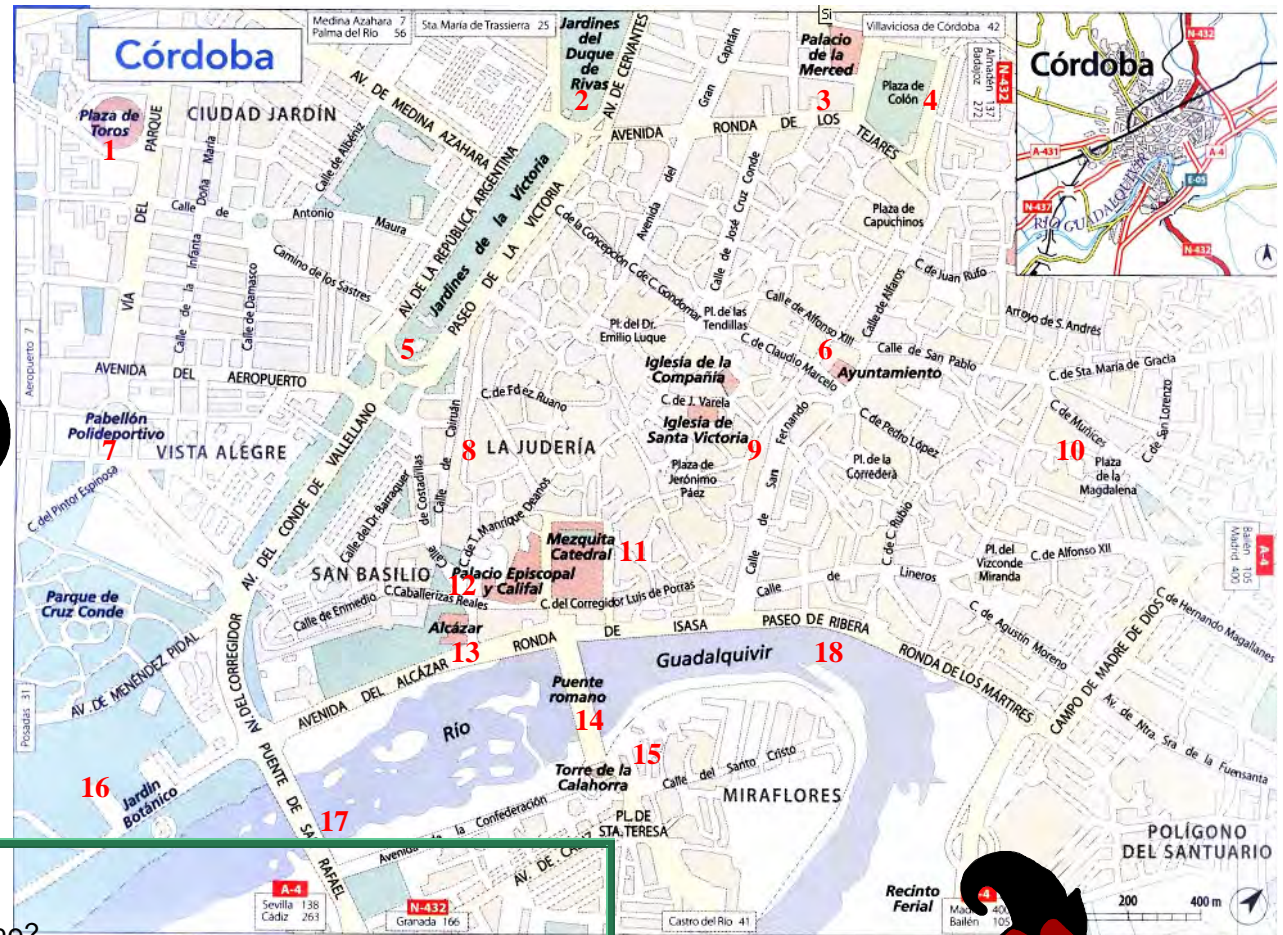 Córdoba
Medina Azahara 7
Palma del Río 56
Sta. María de Trassierra 25
Jardines
del
Duque
de
Rivas
2
AV. DE CERVANTES
Gran Capitán
Si
Palacio
de la
Merced
3
Villaviciosa de Córdoba 42
Plaza de
Colón
4
Almadén 137
Badajoz 272
N-432
Córdoba
N-432
A-431
A-4
E-05
N-437
RÍO GUADALQUIVIR
N-432
Plaza de
Toros
1
CIUDAD JARDÍN
VÍA DEL PARQUE
AV. DE MEDINA AZAHARA
Calle de Albéniz
Calle de la Infanta Doña María
Calle de Antonio Maura
Camino de los Sastres
Calle de Damasco
AV. DE LA REPÚBLICA ARGENTINA
Jardines de la Victoria
PASEO DE LA VICTORIA
AVENIDA RONDA DE LOS TEJARES
Avenida del
Calle de José Cruz Conde
Plaza de
Capuchinos
C. de la Concepción
C. de C. Gondomar
Pl. de las
Tendillas
Calle de Alfonso XIII
Calle de Alfaros
C. de Juan Rufo
Arroyo de S. Andrés
Pl. del Dr.
Emilio Luque
C. de Claudio Marcelo
6
Calle de San Pablo
C. de Sta. María de Gracia
5
Aeropuerto 7
AVENIDA DEL AEROPUERTO
Iglesia de la
Compañía
Ayuntamiento
C. de Fdez. Ruano
C. de J. Varela
Iglesia de
Santa Victoria
9
Calle de San Fernando
C. de Pedro López
C. de Muñices
C. de San Lorenzo
10
Pabellón
Polideportivo
7
VISTA ALEGRE
AV. DEL CONDE DE VALLELLANO
Calle de Cairuán
8
LA JUDERÍA
Plaza de
Jerónimo
Páez
Pl. de la
Corredera
Plaza
de la
Magdalena
C. del Pintor Espinosa
Calle del Dr. Barraquer
Calle de Costadillas
C. de T. Manrique Deanos
C. de C. Rubio
Mezquita
Catedral
11
Pl. del
Vizconde
Miranda
C. de Alfonso XII
Bailén 105
Madrid 400
A-4
SAN BASILIO
12
Palacio Episcopal
y Califal
Calle de Lineros
Parque de
Cruz Conde
Calle de Enmedio
C.Caballerizas Reales
C. del Corregidor Luis de Porras
C. de Agustín Moreno
C. de Hernando Magallanes
Alcázar
13
AVENIDA DEL ALCÁZAR
RONDA DE ISASA
PASEO DE RIBERA
Guadalquivir
18
RONDA DE LOS MARTIRES
CAMPO DE MADRE DE DIOS
Av. de Ntra. Sra de la Fuensanta
AV. DE MENÉNDEZ PIDAL
AV. DEL CORREGIDOR
Posadas 31
Puente
romano
14
Río
15
16
Jardín
Botánico
Torre de la
Calahorra
Calle del Santo Cristo
MIRAFLORES
PUENTE DE SAN RAFAEL
17
Avenida de la Confederación
PL. DE
STA. TERESA
AV. DE CÁDIZ
POLÍGONO
DEL SANTUARIO
A-4
Sevilla 138
Cádiz 263
N-432
Granada 166
Castro del Río 41
Recinto
Ferial
Bailén 105
200 400 m